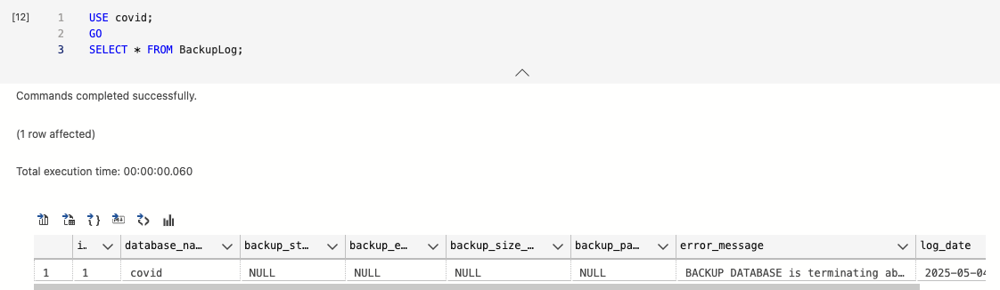 [12] 1 USE covid;
2 GO
3 SELECT * FROM BackupLog;
Commands completed successfully.
(1 row affected)
Total execution time: 00:00:00.060
i… database_na… backup_st… backup_e… backup_size_… backup_pa… error_message log_date
1 1 covid NULL NULL NULL NULL BACKUP DATABASE is terminating ab… 2025-05-04